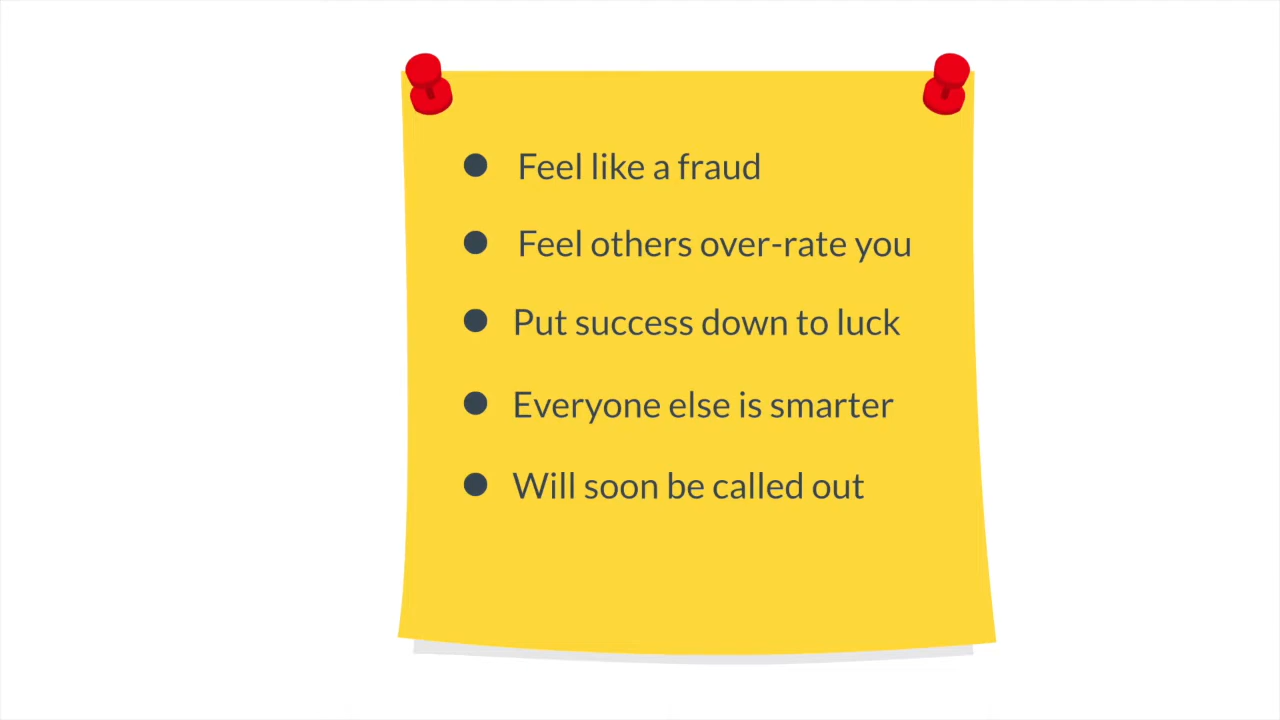 Feel like a fraud
Feel others over-rate you
Put success down to luck
Everyone else is smarter
Will soon be called out